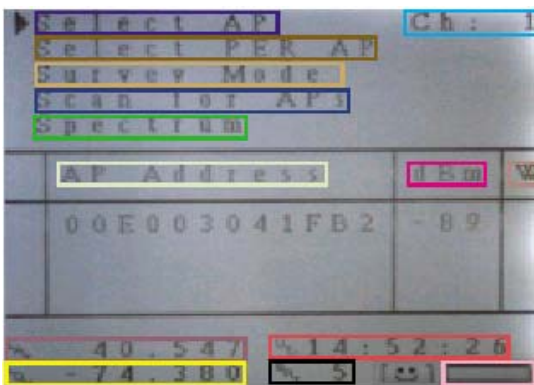 Select AP Ch: 1
Select PER AP
Survey Mode
Scan for APs
Spectrum
AP Address dBm W
00E003041FB2 -89
40.547 14:52:26
-74.380 5